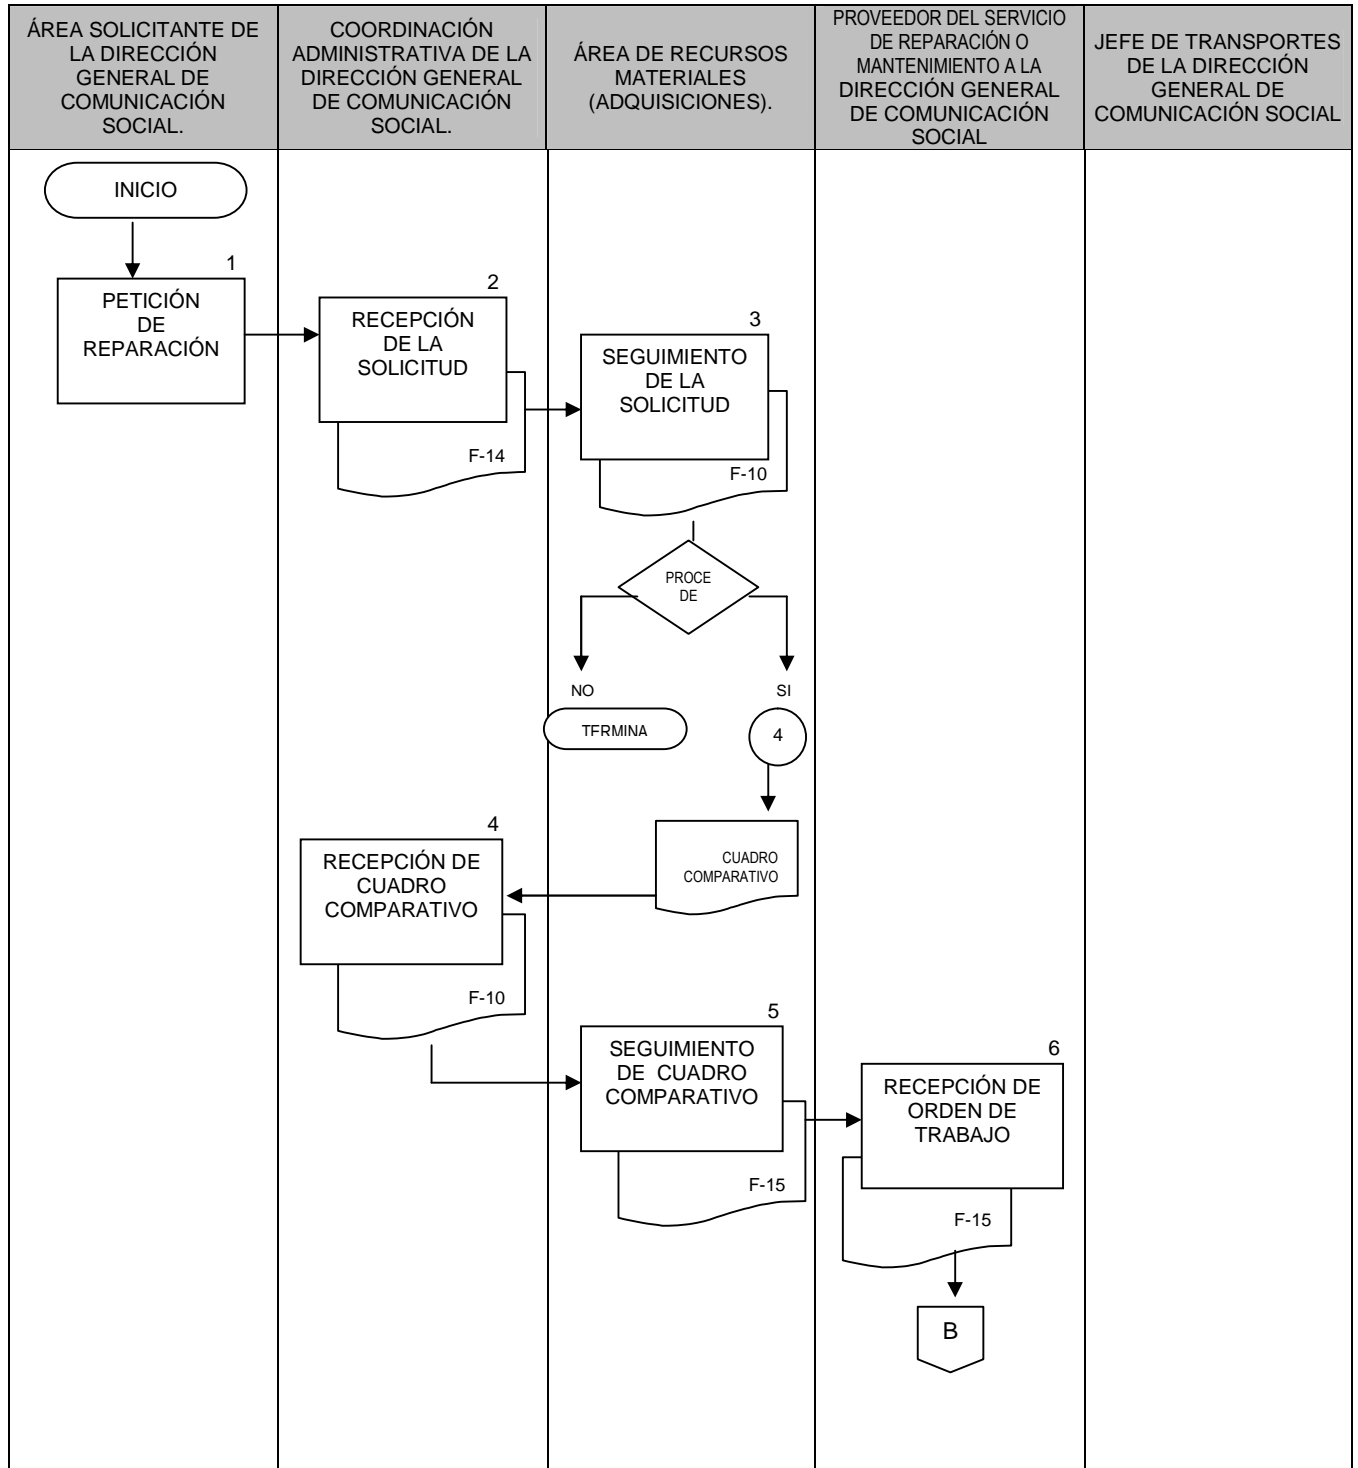 ÁREA SOLICITANTE DE
LA DIRECCIÓN
GENERAL DE
COMUNICACIÓN
SOCIAL.
COORDINACIÓN
ADMINISTRATIVA DE LA
DIRECCIÓN GENERAL
DE COMUNICACIÓN
SOCIAL.
ÁREA DE RECURSOS
MATERIALES
(ADQUISICIONES).
PROVEEDOR DEL SERVICIO
DE REPARACIÓN O
MANTENIMIENTO A LA
DIRECCIÓN GENERAL
DE COMUNICACIÓN
SOCIAL
JEFE DE TRANSPORTES
DE LA DIRECCIÓN
GENERAL DE
COMUNICACIÓN SOCIAL
INICIO
1
PETICIÓN
DE
REPARACIÓN
2
RECEPCIÓN
DE LA
SOLICITUD
F-14
3
SEGUIMIENTO
DE LA
SOLICITUD
F-10
PROCE
DE
NO
SI
TERMINA
4
CUADRO
COMPARATIVO
4
RECEPCIÓN DE
CUADRO
COMPARATIVO
F-10
5
SEGUIMIENTO
DE CUADRO
COMPARATIVO
F-15
6
RECEPCIÓN DE
ORDEN DE
TRABAJO
F-15
B